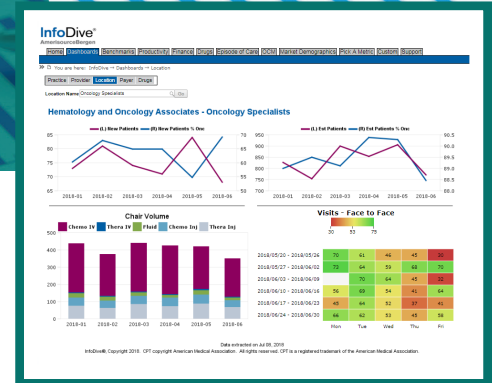 InfoDive®
AmerisourceBergen
Home Dashboards Benchmarks Productivity Finance Drugs Episode of Care OCM Market Demographics Pick A Metric Custom Support
>> You are here: InfoDive → Dashboards → Location
Practice Provider Location Payer Drugs
Location Name Oncology Specialists Go
Hematology and Oncology Associates - Oncology Specialists
(L) New Patients (R) New Patients % Onc
85 80 75 70 65
70 65 60 55 50
2018-01 2018-02 2018-03 2018-04 2018-05 2018-06
(L) Est Patients (R) Est Patients % Onc
950 900 850 800 750 700
90.5 90.0 89.5 89.0 88.5 88.0
2018-01 2018-02 2018-03 2018-04 2018-05 2018-06
Chair Volume
Chemo IV Thera IV Fluid Chemo Inj Thera Inj
500
400
300
200
100
0
2018-01 2018-02 2018-03 2018-04 2018-05 2018-06
Visits - Face to Face
30 53 75
2018/05/20 - 2018/05/26 70 61 46 45 30
2018/05/27 - 2018/06/02 73 64 59 68 70
2018/06/03 - 2018/06/09 70 64 45 30
2018/06/10 - 2018/06/16 56 69 54 41 64
2018/06/17 - 2018/06/23 45 64 52 37 41
2018/06/24 - 2018/06/30 66 62 53 45 58
Mon Tue Wed Thu Fri
Data extracted on Jul 08, 2018
InfoDive®, Copyright 2018. CPT copyright American Medical Association. All rights reserved. CPT is a registered trademark of the American Medical Association.